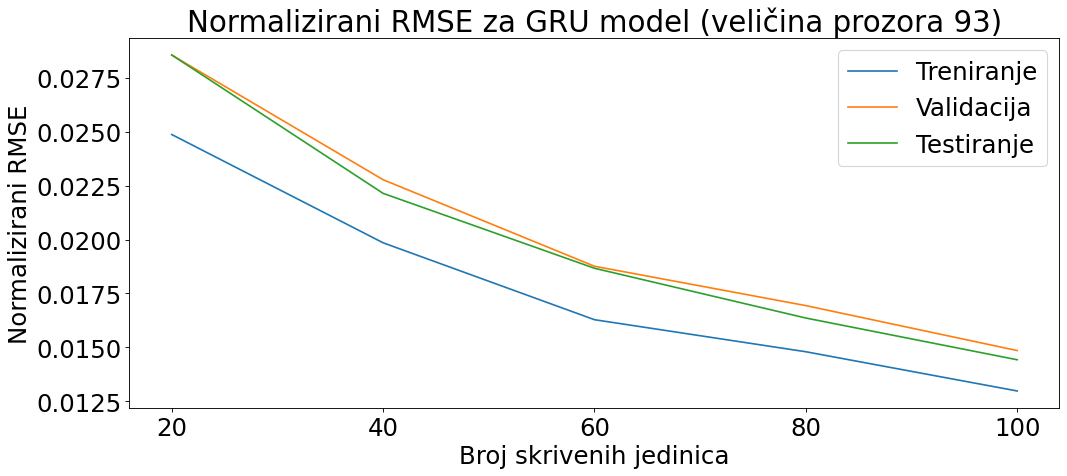 Normalizirani RMSE za GRU model (veličina prozora 93)
Normalizirani RMSE
0.0275
0.0250
0.0225
0.0200
0.0175
0.0150
0.0125
Treniranje
Validacija
Testiranje
20 40 60 80 100
Broj skrivenih jedinica